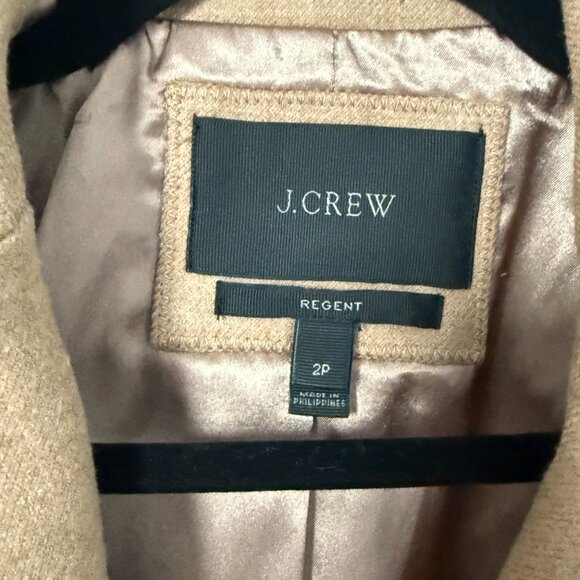 J.CREW
REGENT
2P
MADE IN
PHILIPPINES